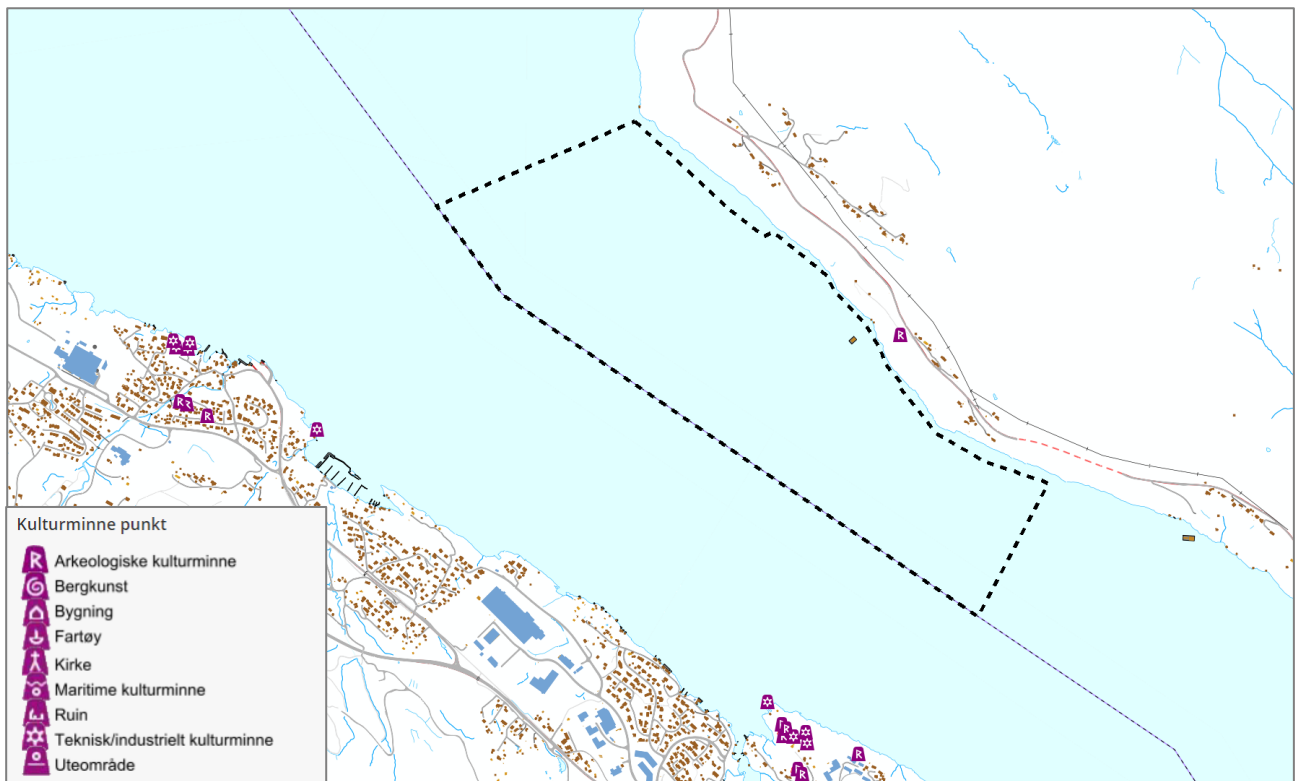 Kulturminne punkt
R Arkeologiske kulturminne
Bergkunst
Bygning
Fartøy
Kirke
Maritime kulturminne
Ruin
Teknisk/industrielt kulturminne
Uteområde
R
R
R
R
R
R
R
R